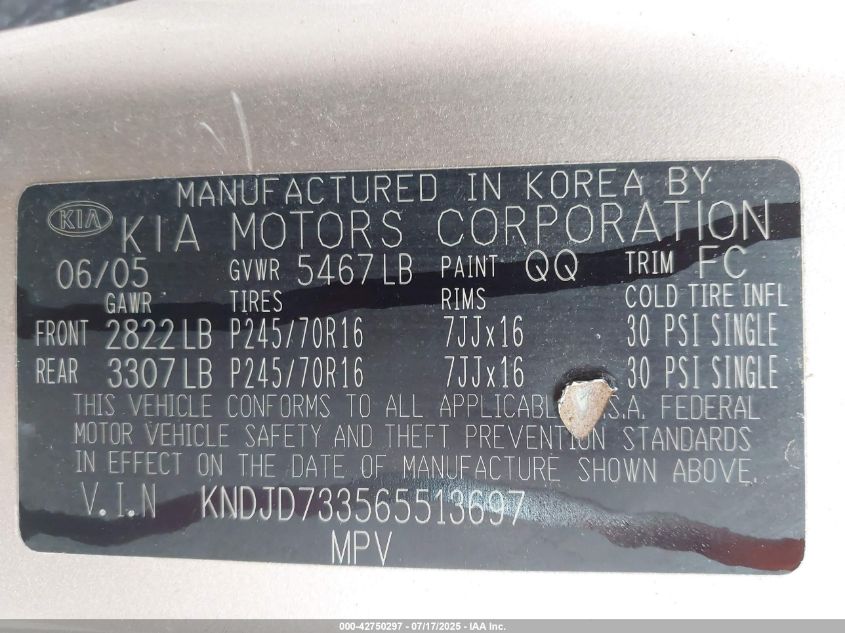 MANUFACTURED IN KOREA BY
KIA KIA MOTORS CORPORATION
06/05 GVWR 5467LB PAINT QQ TRIM FC
GAWR TIRES RIMS COLD TIRE INFL
FRONT 2822LB P245/70R16 7JJx16 30 PSI SINGLE
REAR 3307LB P245/70R16 7JJx16 30 PSI SINGLE
THIS VEHICLE CONFORMS TO ALL APPLICABL S.A. FEDERAL
MOTOR VEHICLE SAFETY AND THEFT PREVENTION STANDARDS
IN EFFECT ON THE DATE OF MANUFACTURE SHOWN ABOVE.
V.I.N KNDJD733565513697
MPV
000-42750297 - 07/17/2025 - IAA Inc.